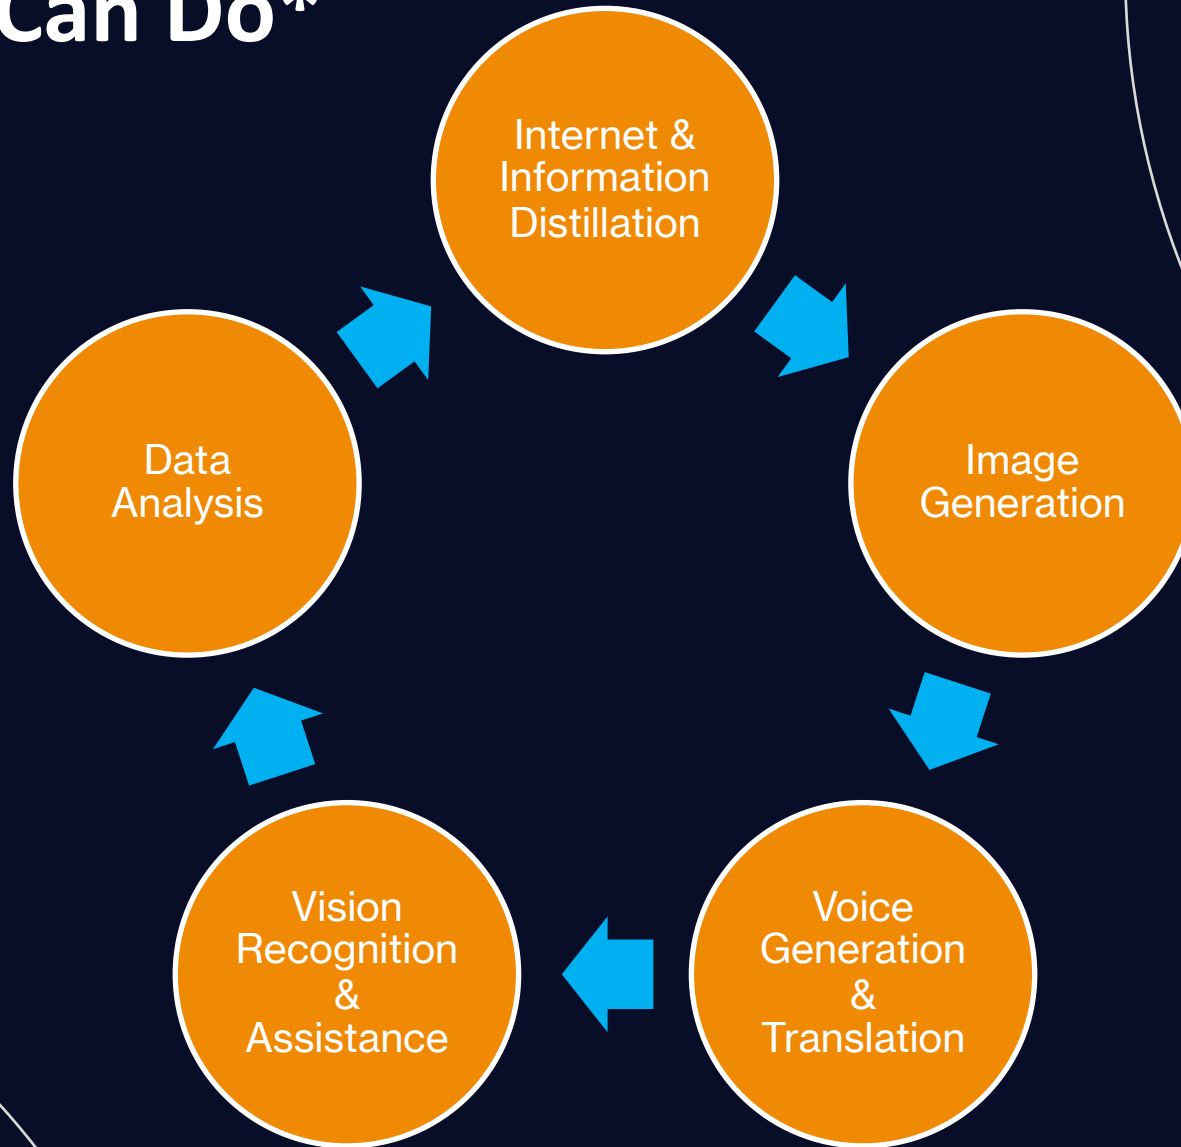 Can Do*
Internet &
Information
Distillation
Image
Generation
Voice
Generation
&
Translation
Vision
Recognition
&
Assistance
Data
Analysis